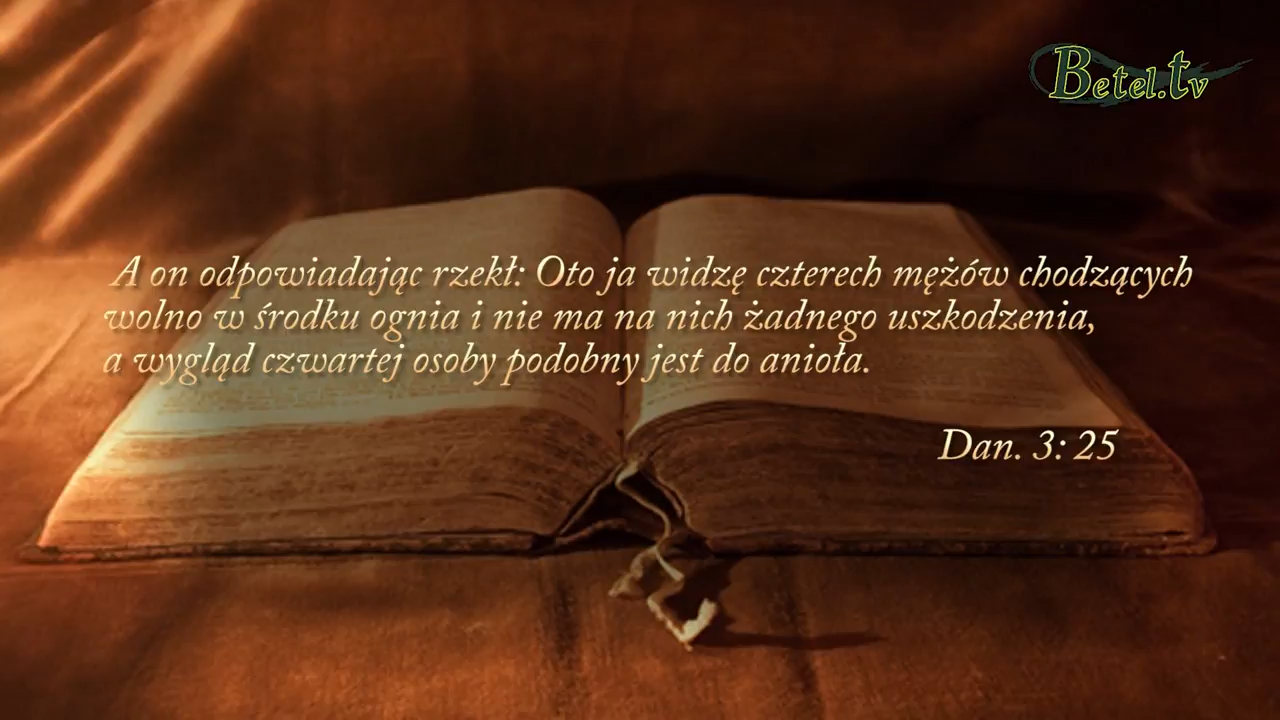 Betel.tv
A on odpowiadając rzekł: Oto ja widzę czterech mężów chodzących
wolno w środku ognia i nie ma na nich żadnego uszkodzenia,
a wygląd czwartej osoby podobny jest do anioła.
Dan. 3: 25